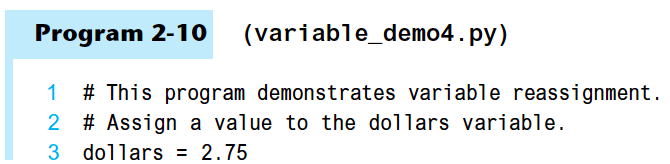 Program 2-10 (variable_demo4.py)
1 # This program demonstrates variable reassignment.
2 # Assign a value to the dollars variable.
3 dollars = 2.75